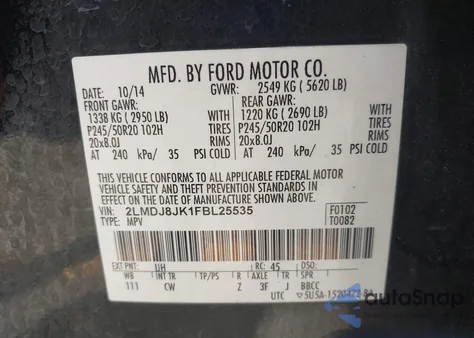 MFD. BY FORD MOTOR CO.
DATE: 10/14 GVWR: 2549 KG ( 5620 LB)
FRONT GAWR: REAR GAWR:
1338 KG ( 2950 LB) 1220 KG ( 2690 LB)
P245/50R20 102H TIRES P245/50R20 102H TIRES
20x8.0J RIMS 20x8.0J RIMS
AT 240 kPa/ 35 PSI COLD AT 240 kPa/ 35 PSI COLD
THIS VEHICLE CONFORMS TO ALL APPLICABLE FEDERAL MOTOR
VEHICLE SAFETY AND THEFT PREVENTION STANDARDS IN
EFFECT ON THE DATE OF MANUFACTURE SHOWN ABOVE.
VIN: 2LMDJ8JK1FBL25535 F0102
TYPE: MPV T0082
EXT PNT: UH RC: 45 DSO:
WB INT TR TP/PS R AXLE TR SPR
111 CW Z 3F J BBCC
UTC
autoSnap